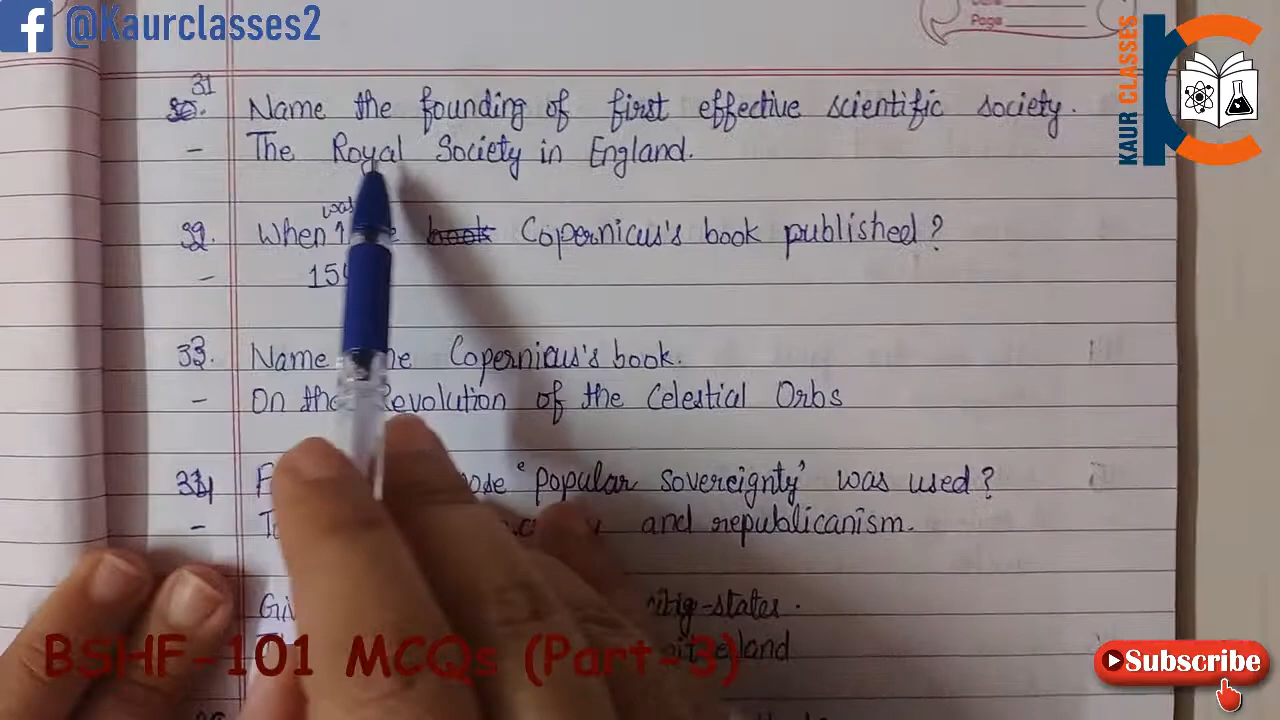 @Kaurclasses2
Page
KAUR CLASSES
31
Name the founding of first effective scientific society.
- The Royal Society in England.
was
32. When Copernicus's book published?
- 15
33. Name Copernicus's book.
- On the Revolution of the Celestial Orbs
34 'popular sovereignty' was used?
- and republicanism.
BSHF-101 MCQs (Part-3)
Subscribe